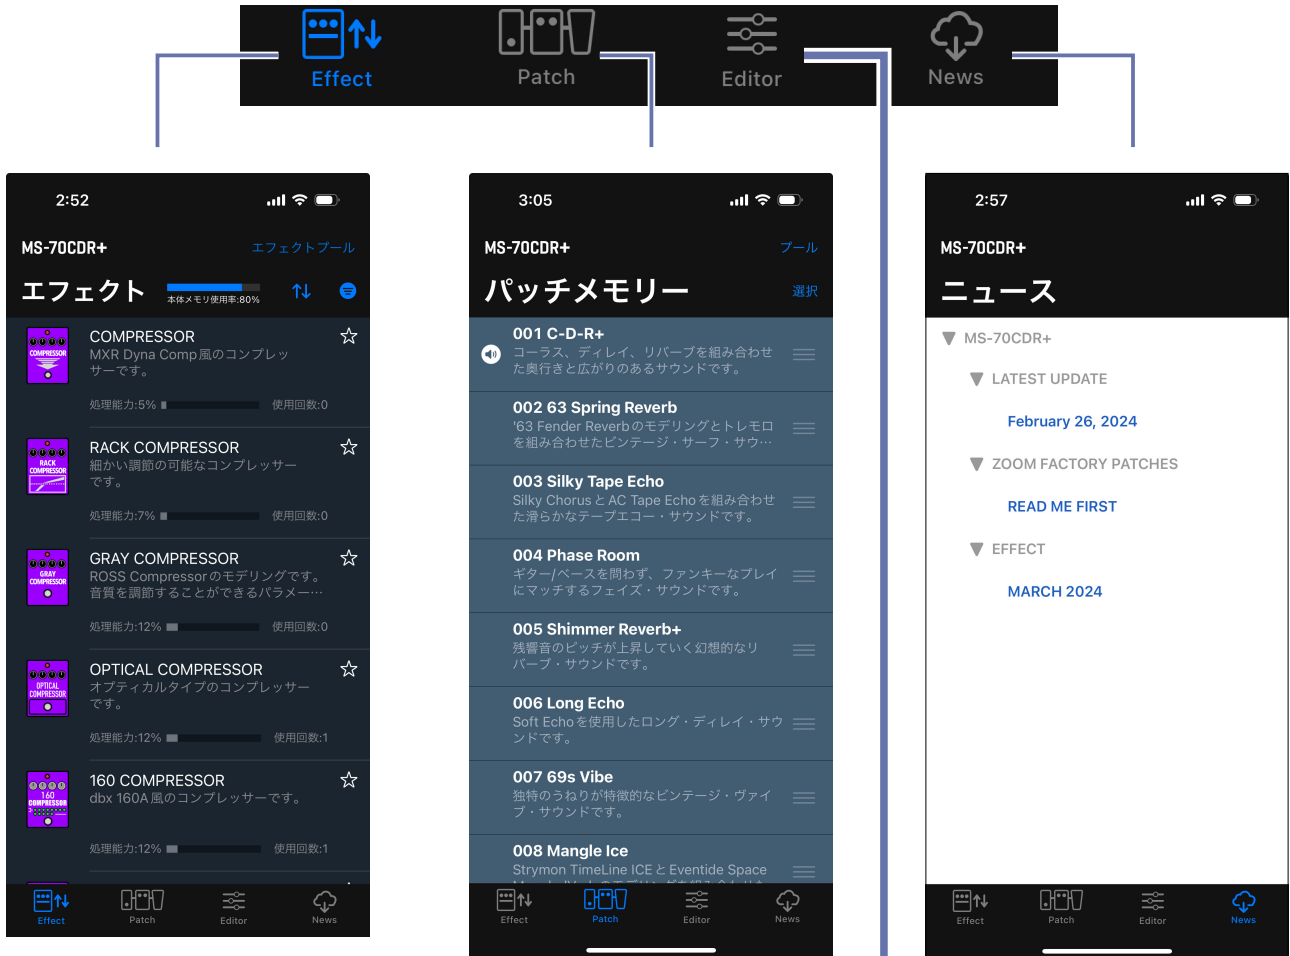 Effect
Patch
Editor
News
2:52
MS-70CDR+
エフェクトプール
エフェクト
本体メモリ使用率:80%
COMPRESSOR
COMPRESSOR
MXR Dyna Comp風のコンプレッ
サーです。
処理能力:5%
使用回数:0
RACK
COMPRESSOR
RACK COMPRESSOR
細かい調節の可能なコンプレッサー
です。
処理能力:7%
使用回数:0
GRAY
COMPRESSOR
GRAY COMPRESSOR
ROSS Compressorのモデリングです。
音質を調節することができるパラメー…
処理能力:12%
使用回数:0
OPTICAL
COMPRESSOR
OPTICAL COMPRESSOR
オプティカルタイプのコンプレッサー
です。
処理能力:12%
使用回数:1
160
COMPRESSOR
160 COMPRESSOR
dbx 160A風のコンプレッサーです。
処理能力:12%
使用回数:1
Effect
Patch
Editor
News
3:05
MS-70CDR+
プール
パッチメモリー
選択
001 C-D-R+
コーラス、ディレイ、リバーブを組み合わせ
た奥行きと広がりのあるサウンドです。
002 63 Spring Reverb
'63 Fender Reverbのモデリングとトレモロ
を組み合わせたビンテージ・サーフ・サウ…
003 Silky Tape Echo
Silky ChorusとAC Tape Echoを組み合わせ
た滑らかなテープエコー・サウンドです。
004 Phase Room
ギター/ベースを問わず、ファンキーなプレイ
にマッチするフェイズ・サウンドです。
005 Shimmer Reverb+
残響音のピッチが上昇していく幻想的なリ
バーブ・サウンドです。
006 Long Echo
Soft Echoを使用したロング・ディレイ・サウ
ンドです。
007 69s Vibe
独特のうねりが特徴的なビンテージ・ヴァイ
ブ・サウンドです。
008 Mangle Ice
Strymon TimeLine ICEとEventide Space
Effect
Patch
Editor
News
2:57
MS-70CDR+
ニュース
MS-70CDR+
LATEST UPDATE
February 26, 2024
ZOOM FACTORY PATCHES
READ ME FIRST
EFFECT
MARCH 2024
Effect
Patch
Editor
News